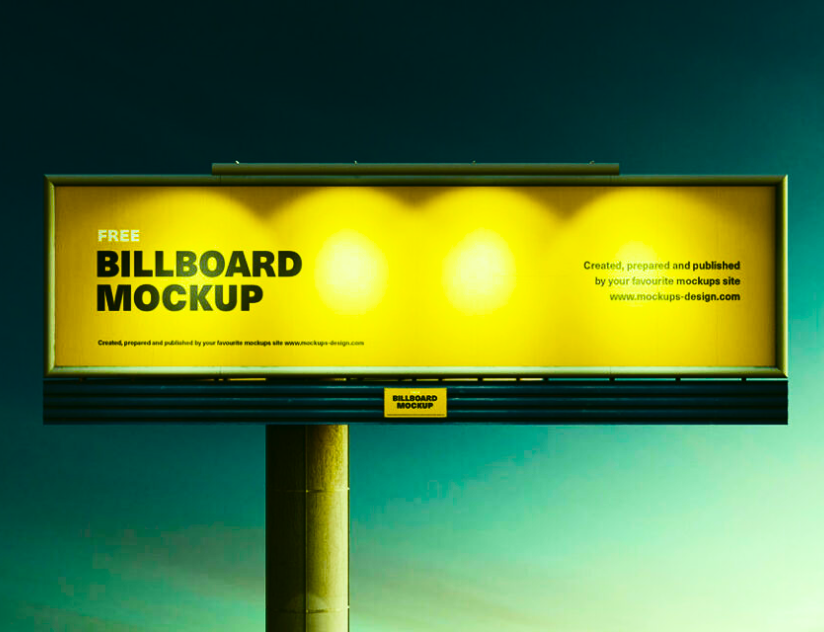 FREE
BILLBOARD
MOCKUP
Created, prepared and published by your favourite mockups site www.mockups-design.com
Created, prepared and published
by your favourite mockups site
www.mockups-design.com
BILLBOARD
MOCKUP